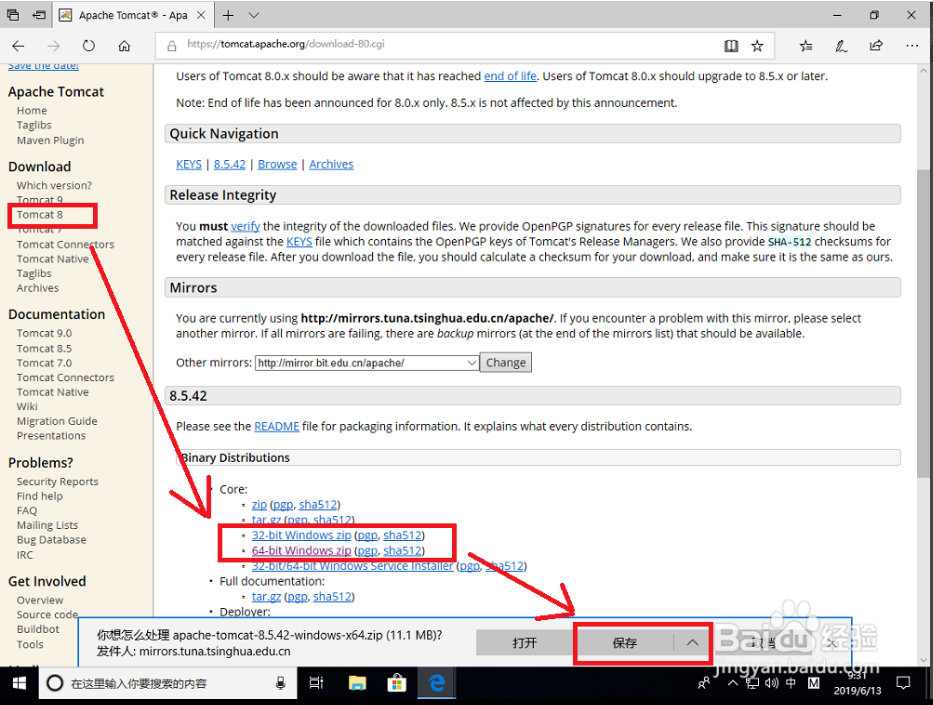 Apache Tomcat® - Apa
https://tomcat.apache.org/download-80.cgi
Save the date!
Apache Tomcat
Home
Taglibs
Maven Plugin
Download
Which version?
Tomcat 9
Tomcat 8
Tomcat 7
Tomcat Connectors
Tomcat Native
Taglibs
Archives
Documentation
Tomcat 9.0
Tomcat 8.5
Tomcat 7.0
Tomcat Connectors
Tomcat Native
Wiki
Migration Guide
Presentations
Problems?
Security Reports
Find help
FAQ
Mailing Lists
Bug Database
IRC
Get Involved
Overview
Source code
Buildbot
Tools
Users of Tomcat 8.0.x should be aware that it has reached end of life. Users of Tomcat 8.0.x should upgrade to 8.5.x or later.
Note: End of life has been announced for 8.0.x only. 8.5.x is not affected by this announcement.
Quick Navigation
KEYS | 8.5.42 | Browse | Archives
Release Integrity
You must verify the integrity of the downloaded files. We provide OpenPGP signatures for every release file. This signature should be
matched against the KEYS file which contains the OpenPGP keys of Tomcat's Release Managers. We also provide SHA-512 checksums for
every release file. After you download the file, you should calculate a checksum for your download, and make sure it is the same as ours.
Mirrors
You are currently using http://mirrors.tuna.tsinghua.edu.cn/apache/. If you encounter a problem with this mirror, please select
another mirror. If all mirrors are failing, there are backup mirrors (at the end of the mirrors list) that should be available.
Other mirrors: http://mirror.bit.edu.cn/apache/ Change
8.5.42
Please see the README file for packaging information. It explains what every distribution contains.
Binary Distributions
Core:
zip (pgp, sha512)
tar.gz (pgp, sha512)
32-bit Windows zip (pgp, sha512)
64-bit Windows zip (pgp, sha512)
32-bit/64-bit Windows Service Installer (pgp, sha512)
Full documentation:
tar.gz (pgp, sha512)
Deployer:
你想怎么处理 apache-tomcat-8.5.42-windows-x64.zip (11.1 MB)?
发件人: mirrors.tuna.tsinghua.edu.cn
打开
保存
取消
Baidu 经验
jingyan.baidu.com
在这里输入你要搜索的内容
中
M
9:31
2019/6/13